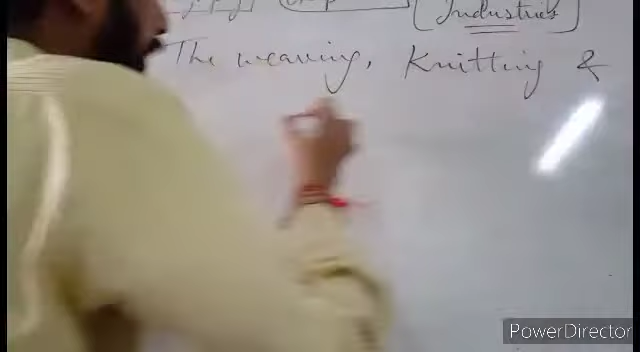 [Industries]
The weaving, Knitting &
PowerDirector